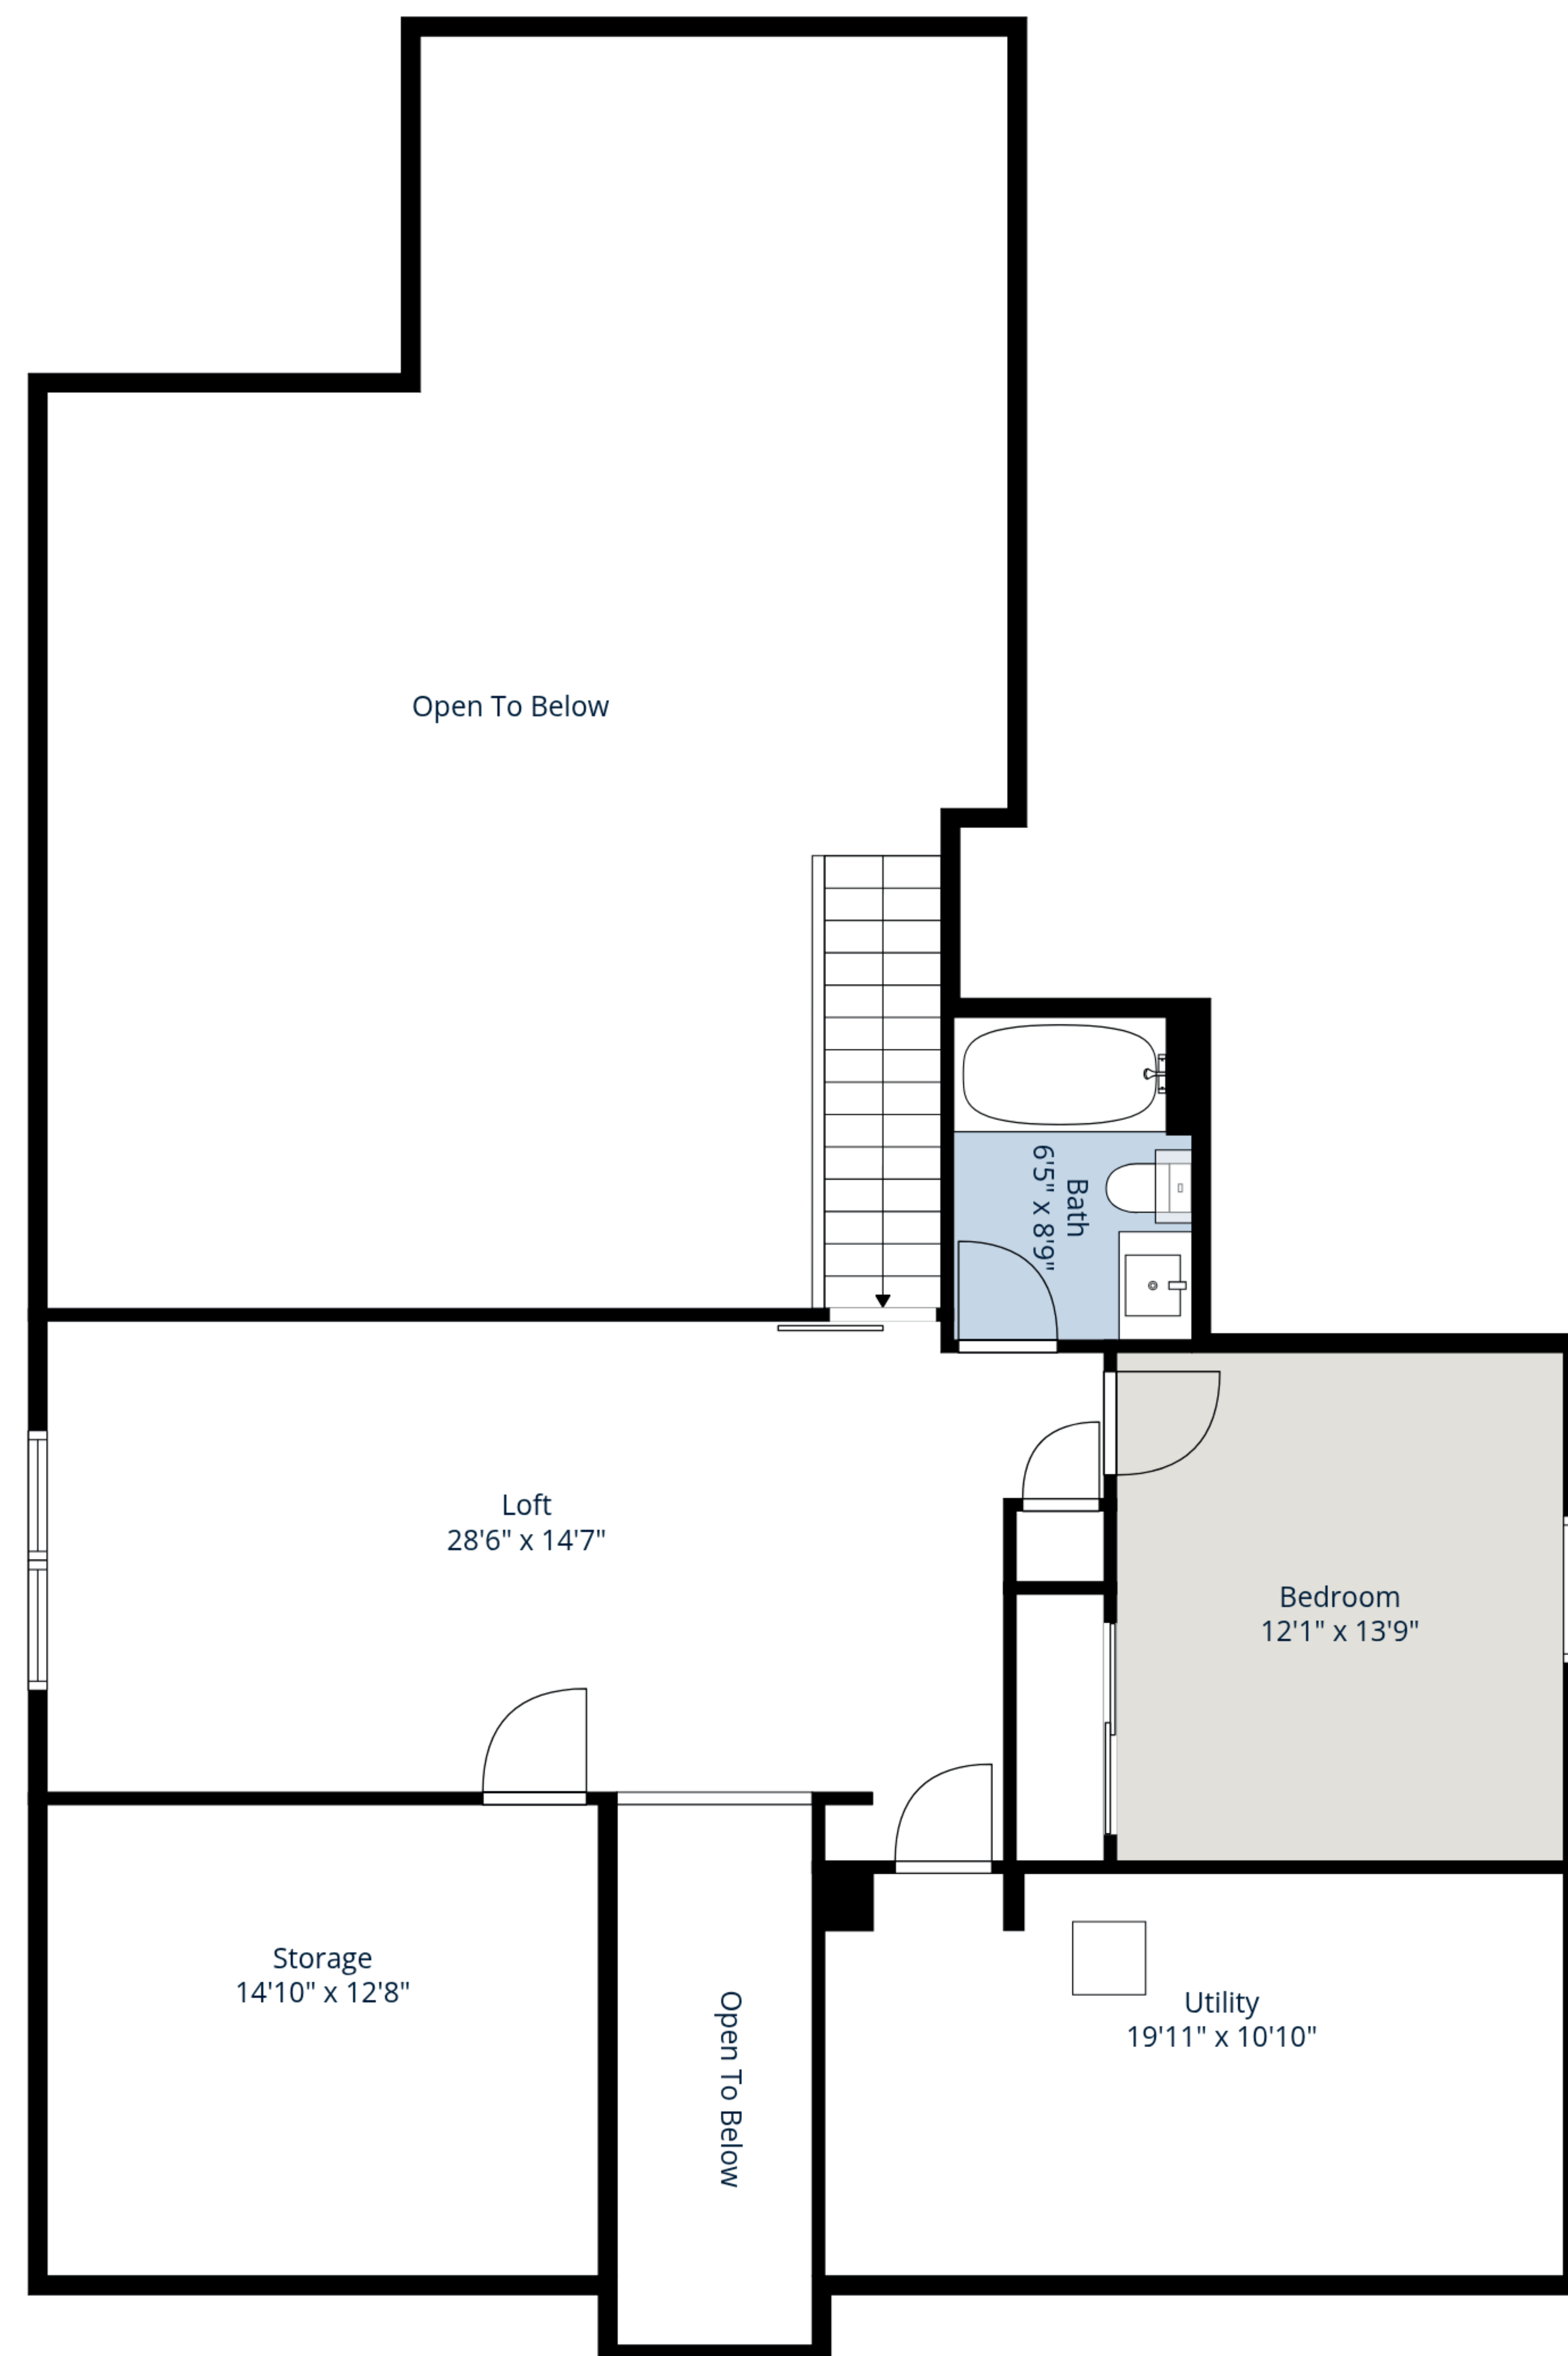 Open To Below
Bath
6'5" x 8'9"
Loft
28'6" x 14'7"
Bedroom
12'1" x 13'9"
Storage
14'10" x 12'8"
Open To Below
Utility
19'11" x 10'10"